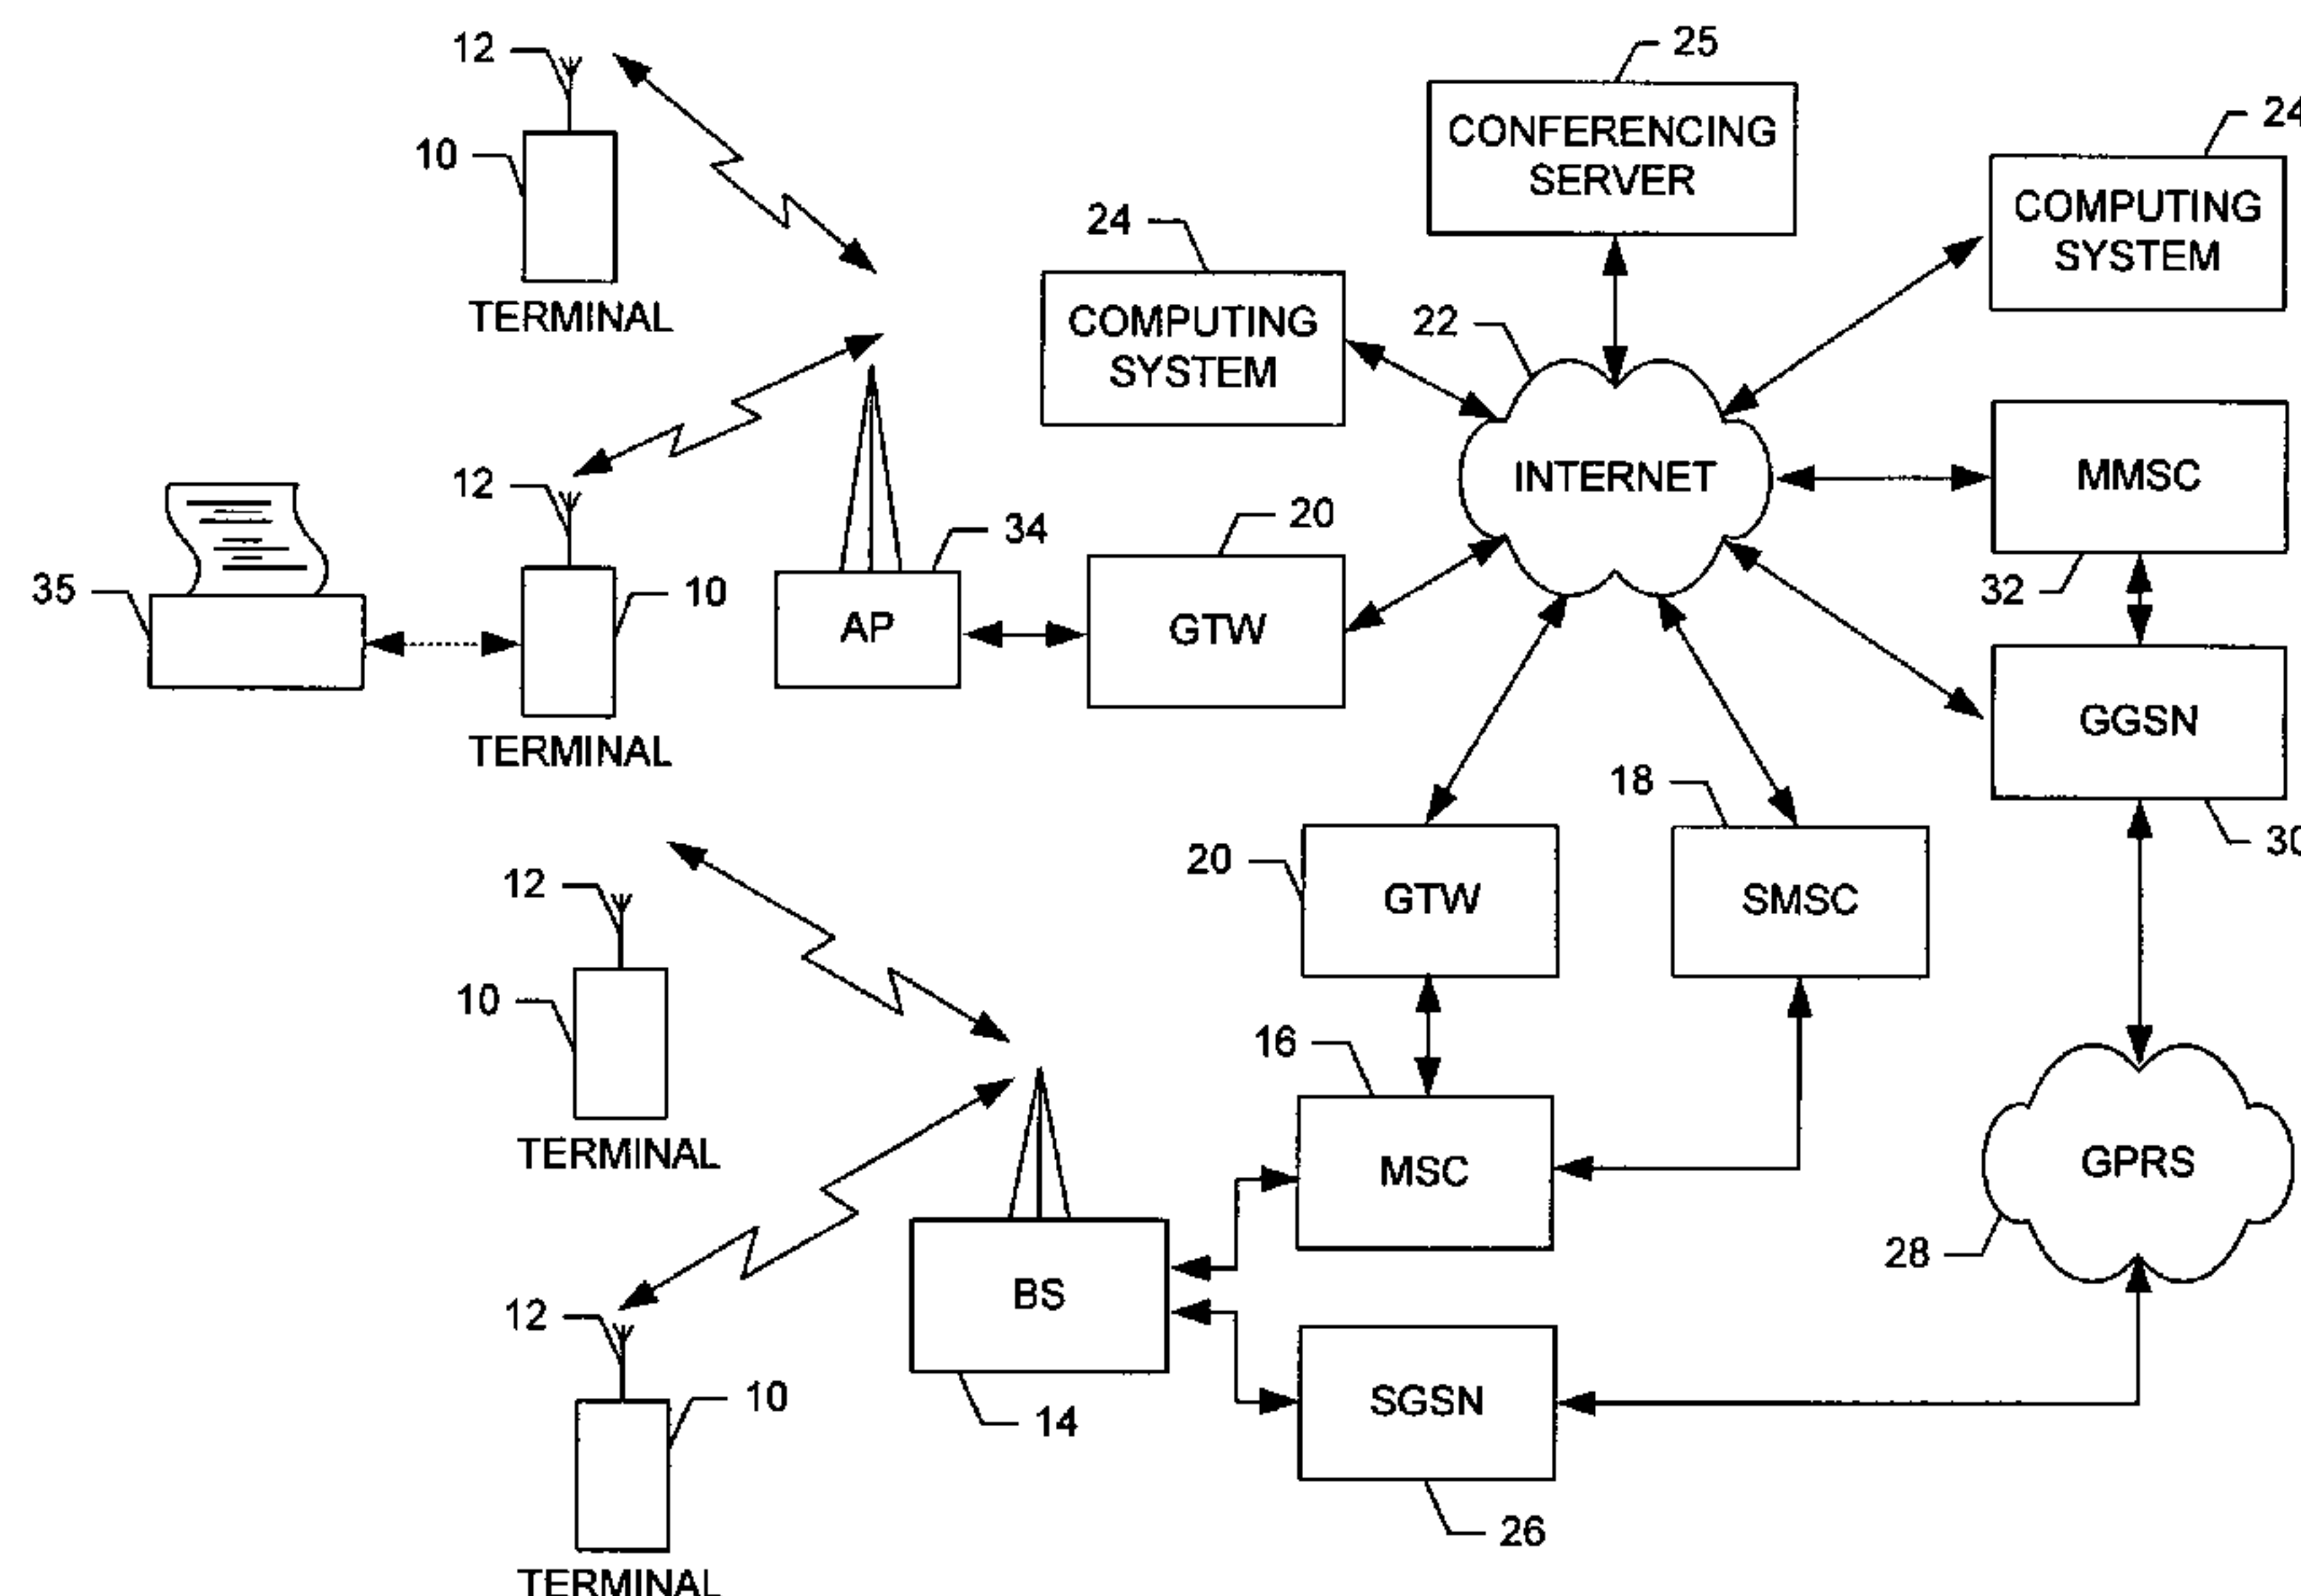 12
25
24
10
CONFERENCING
SERVER
COMPUTING
SYSTEM
24
TERMINAL
COMPUTING
SYSTEM
22
12
INTERNET
MMSC
20
34
35
10
32
AP
GTW
TERMINAL
GGSN
18
30
20
12
GTW
SMSC
10
16
TERMINAL
MSC
GPRS
28
BS
12
10
14
SGSN
26
TERMINAL